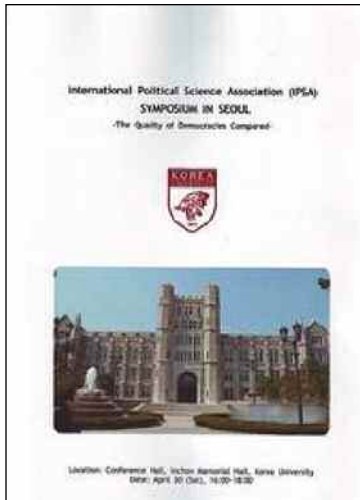 International Political Science Association (IPSA)
SYMPOSIUM IN SEOUL
-The Quality of Democracies Compared-
KOREA
Location: Conference Hall, Inchon Memorial Hall, Korea University
Date: April 30 (Sat), 16:00-18:00